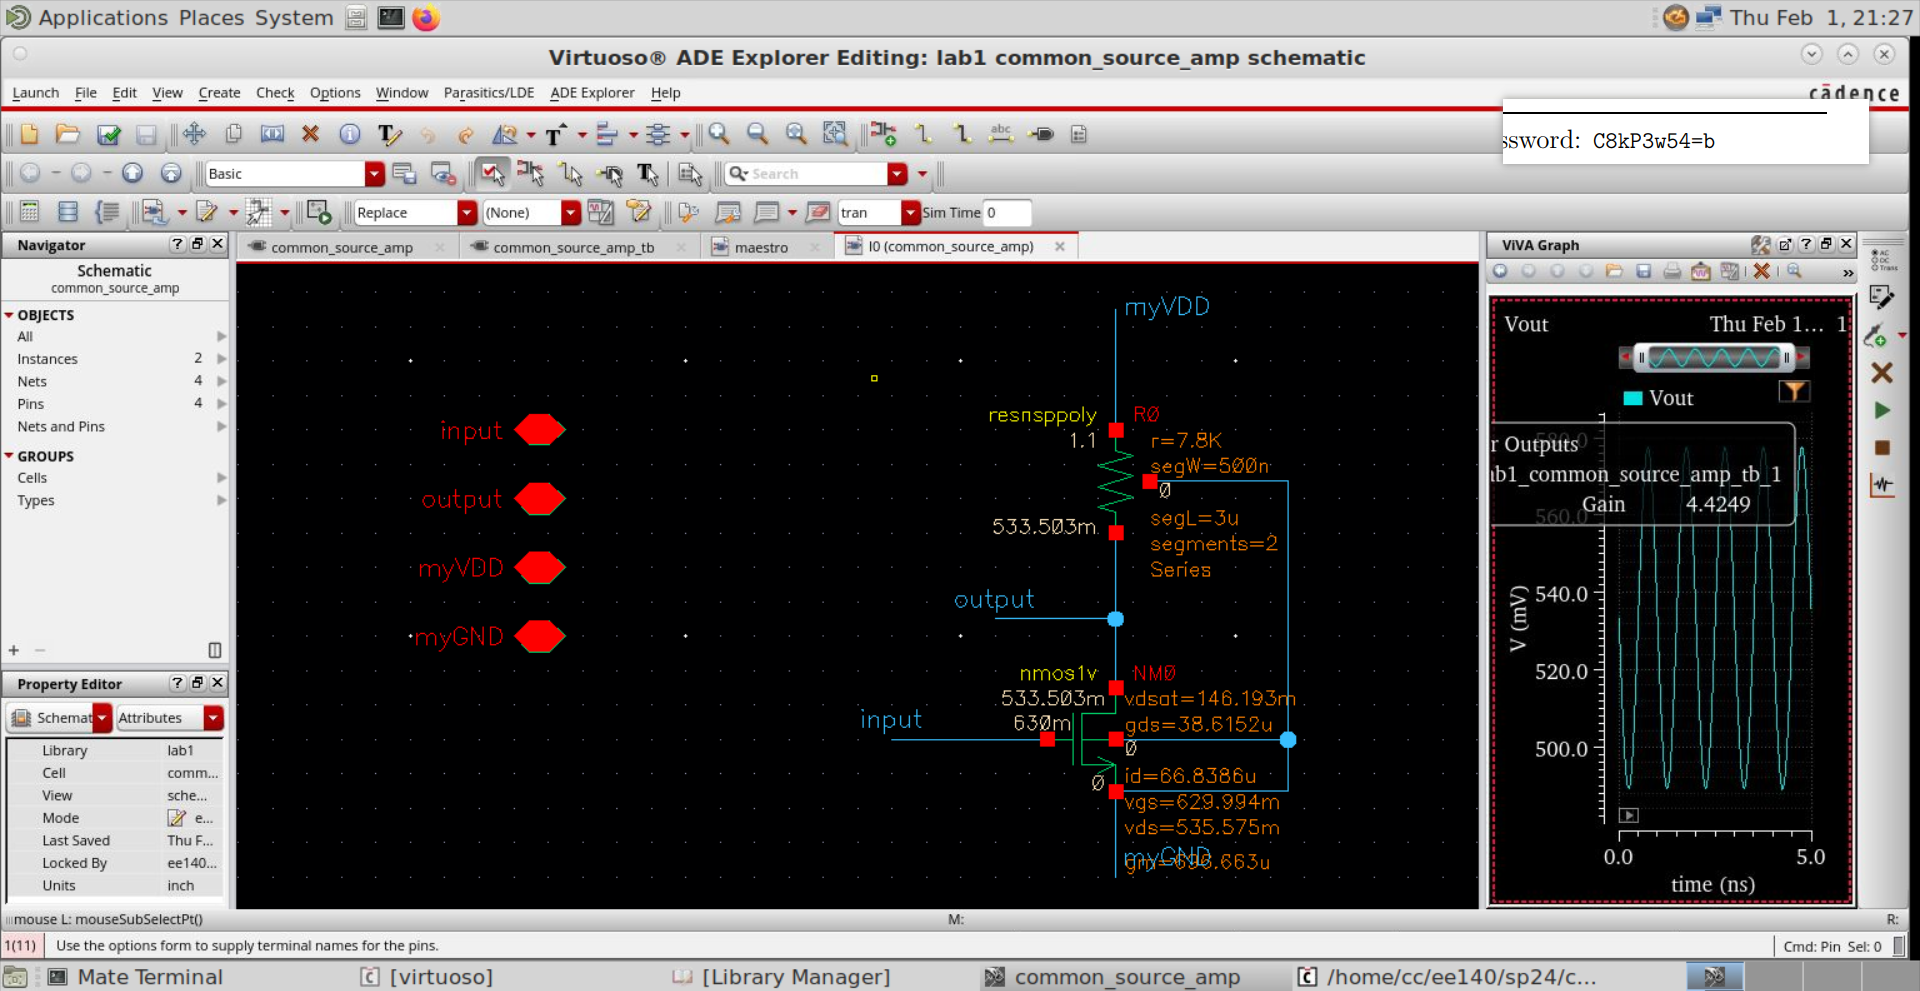 Applications Places System
Thu Feb 1, 21:27
Virtuoso® ADE Explorer Editing: lab1 common_source_amp schematic
Launch File Edit View Create Check Options Window Parasitics/LDE ADE Explorer Help
cādence
ssword: C8kP3w54=b
Basic
Search
Replace
(None)
tran
Sim Time 0
Navigator
common_source_amp
common_source_amp_tb
maestro
I0 (common_source_amp)
ViVA Graph
Schematic
common_source_amp
OBJECTS
All
Instances 2
Nets 4
Pins 4
Nets and Pins
GROUPS
Cells
Types
Property Editor
Schemat
Attributes
Library lab1
Cell comm...
View sche...
Mode e...
Last Saved Thu F...
Locked By ee140...
Units inch
input
output
myVDD
myGND
myVDD
resnsppoly
R0
1.1
r=7.8K
segW=500n
0
533.503m
segL=3u
segments=2
Series
output
nmos1v
NM0
533.503m
vdsat=146.193m
input
630m
gds=38.6152u
0
0
id=66.8386u
vgs=629.994m
vds=535.575m
myGND
gm=696.663u
Vout
Thu Feb 1... 1
Vout
580.0
r Outputs
ab1_common_source_amp_tb_1
Gain 4.4249
560.0
540.0
V (mV)
520.0
500.0
0.0
5.0
time (ns)
AC
DC
Trans
mouse L: mouseSubSelectPt()
M:
R:
1(11)
Use the options form to supply terminal names for the pins.
Cmd: Pin Sel: 0
Mate Terminal
[virtuoso]
[Library Manager]
common_source_amp
/home/cc/ee140/sp24/c...